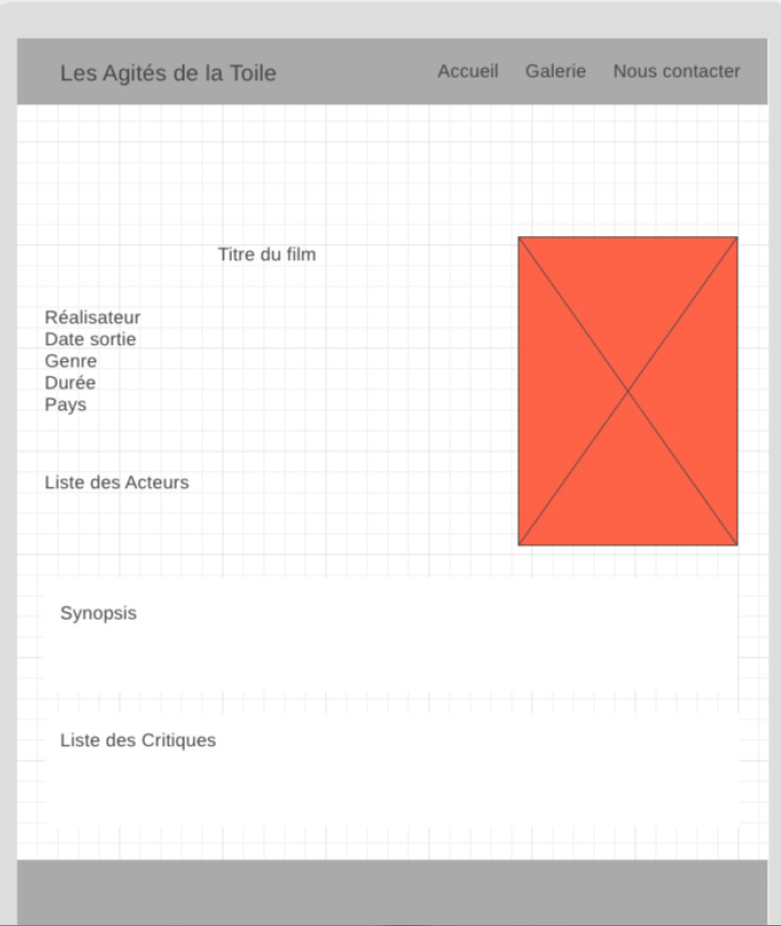 Les Agités de la Toile
Accueil
Galerie
Nous contacter
Titre du film
Réalisateur
Date sortie
Genre
Durée
Pays
Liste des Acteurs
Synopsis
Liste des Critiques